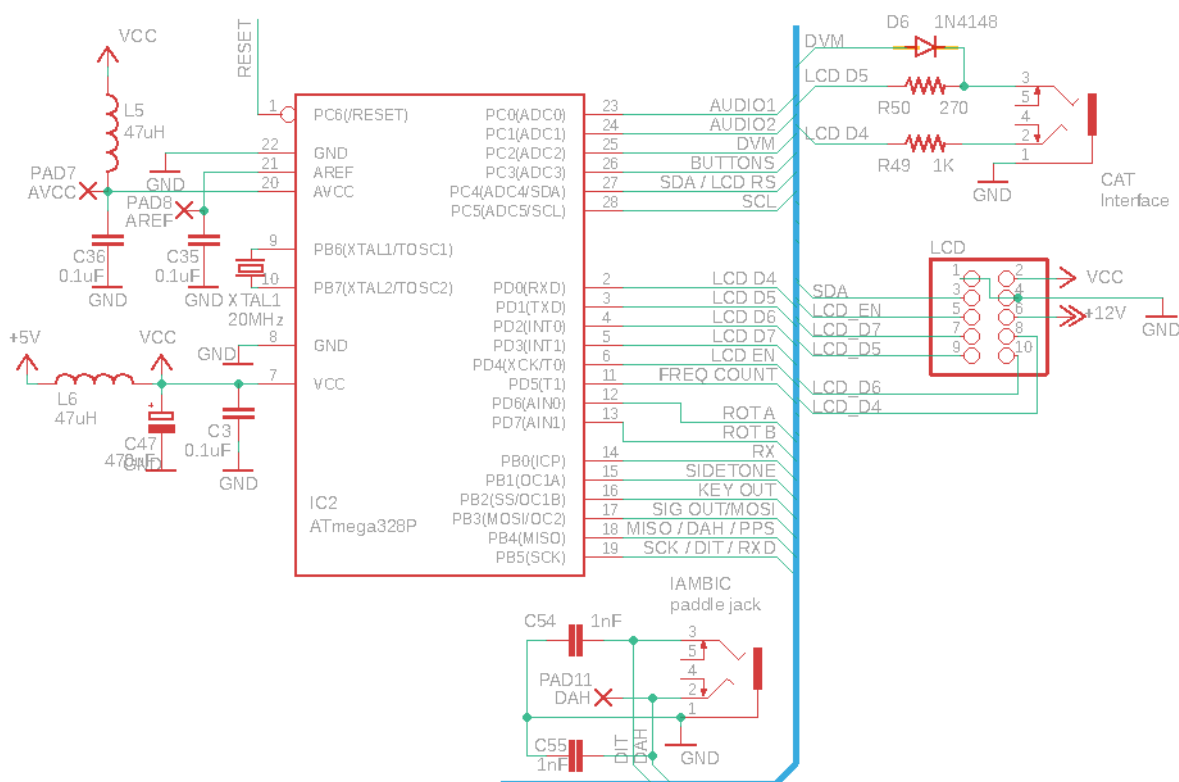 VCC
RESET
L5
47uH
PAD7
AVCC
PAD8
AREF
GND
C36
0.1uF
GND
C35
0.1uF
GND
XTAL1
20MHz
+5V
VCC
GND
L6
47uH
C47
470uF
GND
C3
0.1uF
GND
1 PC6(/RESET)
22 GND
21 AREF
20 AVCC
9 PB6(XTAL1/TOSC1)
10 PB7(XTAL2/TOSC2)
8 GND
7 VCC
IC2
ATmega328P
PC0(ADC0) 23 AUDIO1
PC1(ADC1) 24 AUDIO2
PC2(ADC2) 25 DVM
PC3(ADC3) 26 BUTTONS
PC4(ADC4/SDA) 27 SDA / LCD RS
PC5(ADC5/SCL) 28 SCL
PD0(RXD) 2 LCD D4
PD1(TXD) 3 LCD D5
PD2(INT0) 4 LCD D6
PD3(INT1) 5 LCD D7
PD4(XCK/T0) 6 LCD EN
PD5(T1) 11 FREQ COUNT
PD6(AIN0) 12 ROT A
PD7(AIN1) 13 ROT B
PB0(ICP) 14 RX
PB1(OC1A) 15 SIDETONE
PB2(SS/OC1B) 16 KEY OUT
PB3(MOSI/OC2) 17 SIG OUT/MOSI
PB4(MISO) 18 MISO / DAH / PPS
PB5(SCK) 19 SCK / DIT / RXD
D6 1N4148
DVM
LCD D5
R50 270
LCD D4
R49 1K
3
5
4
2
1
GND
CAT
Interface
LCD
1 2 VCC
SDA 3 4
LCD_EN 5 6 +12V
LCD_D7 7 8
LCD_D5 9 10
GND
LCD_D6
LCD_D4
IAMBIC
paddle jack
C54 1nF
3
5
4
2
1
PAD11
DAH
C55
1nF
DIT
DAH
GND